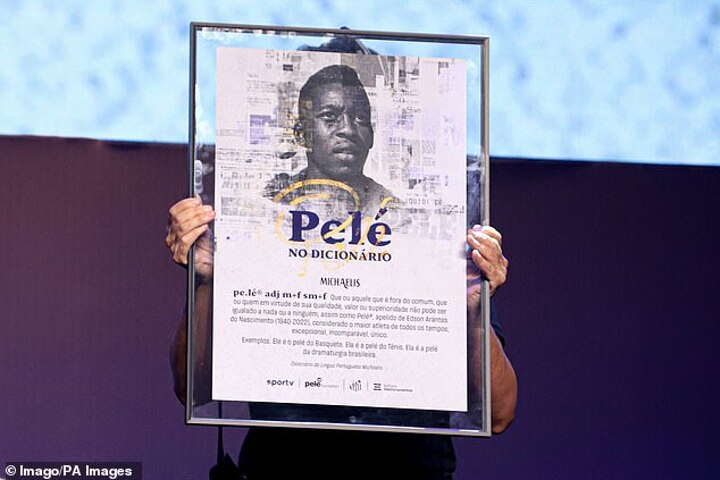 Pelé
NO DICIONÁRIO
MICHAELIS
pe.lé® adj m+f sm+f Que ou aquele que é fora do comum, que
ou quem em virtude de sua qualidade, valor ou superioridade não pode ser
igualado a nada ou a ninguém, assim como Pelé®, apelido de Edson Arantes
do Nascimento (1940-2022), considerado o maior atleta de todos os tempos;
excepcional, incomparável, único.
Exemplos: Ele é o pelé do Basquete. Ela é a pelé do Tênis. Ela é a pelé
da dramaturgia brasileira.
Dicionário da Língua Portuguesa Michaelis
sportv pelé
© Imago/PA Images